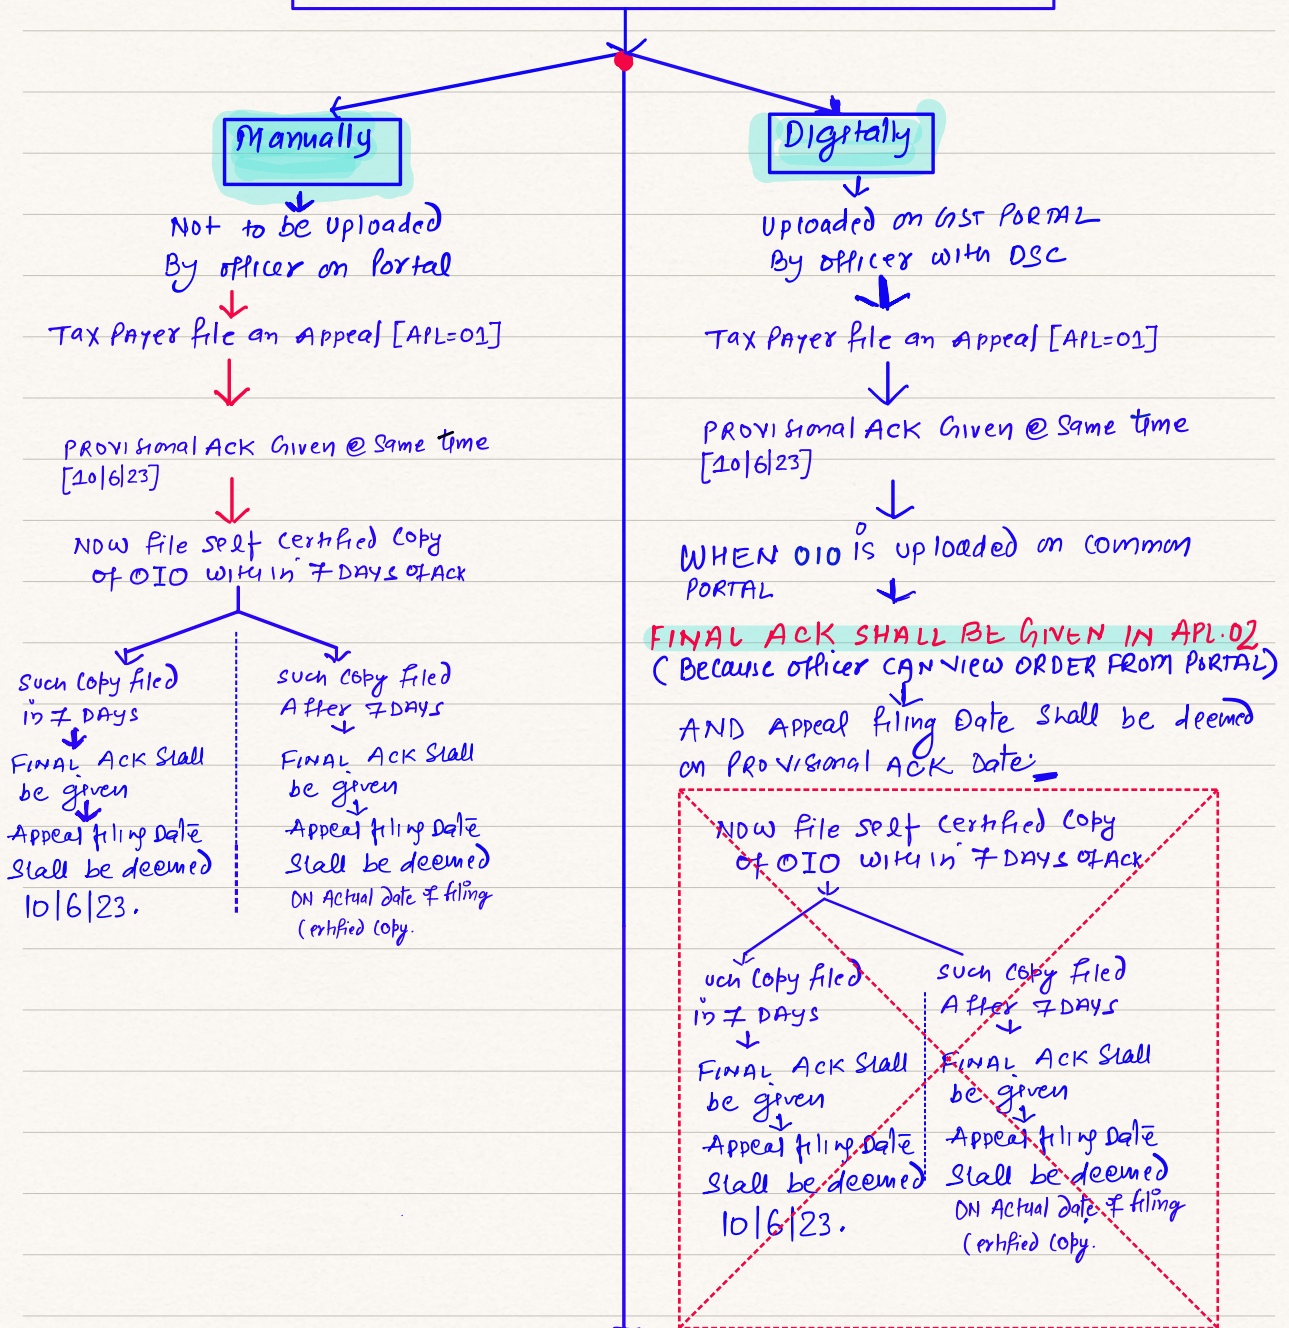 Manually
Not to be uploaded
By officer on Portal
Tax Payer file an Appeal [APL=01]
Provisional Ack Given @ Same time
[10/6/23]
Now file self certified copy
of OIO within 7 DAYS of ACK
Such copy filed
in 7 DAYS
FINAL ACK Shall
be given
Appeal filing Date
Shall be deemed
10/6/23.
Such copy filed
After 7 DAYS
FINAL ACK Shall
be given
Appeal filing Date
Shall be deemed
ON Actual date of filing
Certified copy.
Digitally
Uploaded on GST PORTAL
By officer with DSC
Tax Payer file an Appeal [APL=01]
Provisional Ack Given @ Same time
[10/6/23]
WHEN OIO is uploaded on common
PORTAL
FINAL ACK SHALL BE GIVEN IN APL.02
(Because officer CAN VIEW ORDER FROM PORTAL)
AND Appeal filing Date Shall be deemed
on Provisional ACK Date.
Now file self certified copy
of OIO within 7 DAYS of ACK
uch copy filed
in 7 DAYS
FINAL ACK Shall
be given
Appeal filing Date
Shall be deemed
10/6/23.
Such copy filed
After 7 DAYS
FINAL ACK Shall
be given
Appeal filing Date
Shall be deemed
ON Actual date of filing
Certified copy.